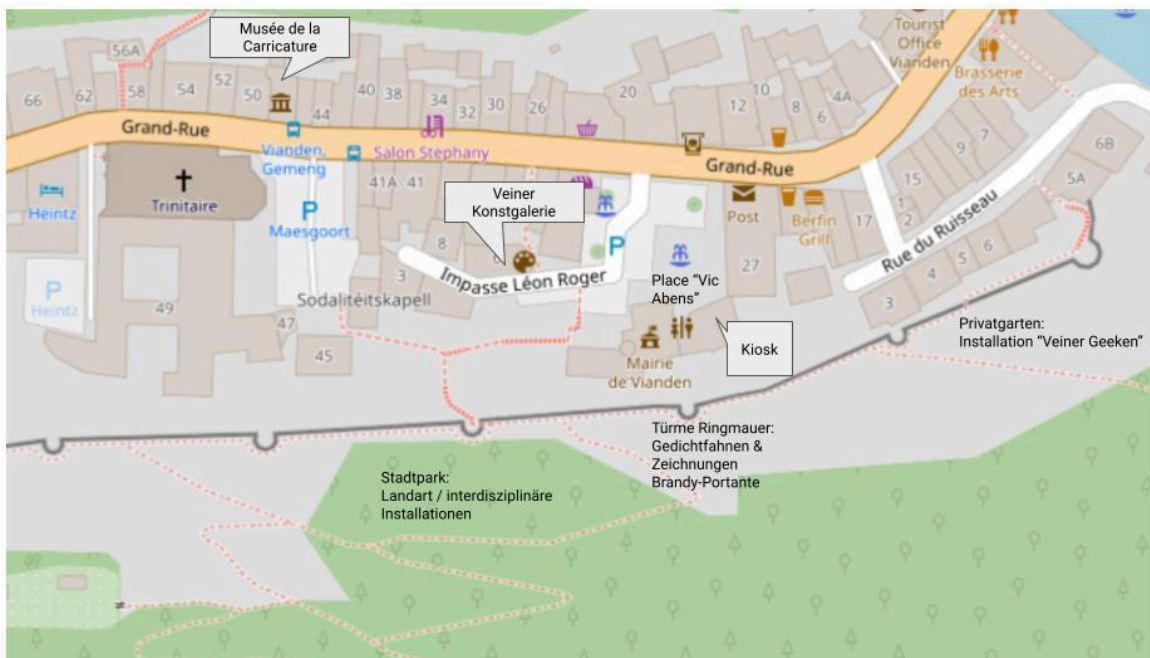 Musée de la
Carricature
Tourist
Office
Vianden
Brasserie
des Arts
56A
66
62
58
54
52
50
44
40
38
34
32
30
26
20
12
10
8
6
4A
Grand-Rue
Vianden,
Gemeng
Salon Stephany
Grand-Rue
9
7
6B
5A
Heintz
Trinitaire
P
Maesgoort
41A
41
Veiner
Konstgalerie
Post
Berfin
Grill
15
1
2
17
Rue du Ruisseau
8
6
3
Impasse Léon Roger
P
27
Place "Vic
Abens"
6
5
4
3
P
Heintz
49
Sodalitéitskapell
47
45
Mairie
de Vianden
Kiosk
Privatgarten:
Installation "Veiner Geeken"
Türme Ringmauer:
Gedichtfahnen &
Zeichnungen
Brandy-Portante
Stadtpark:
Landart / interdisziplinäre
Installationen